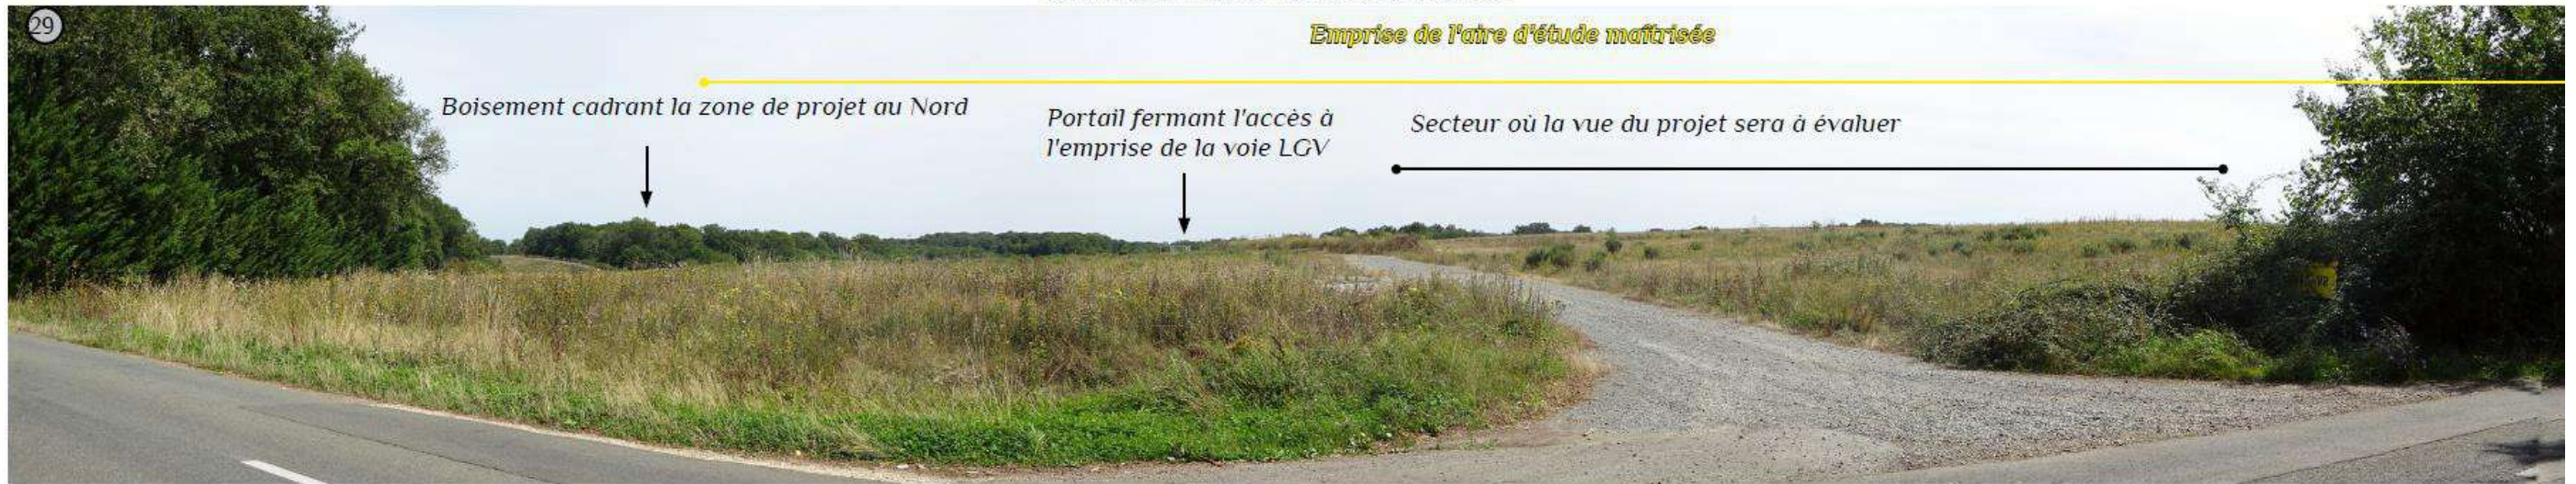 29
Emprise de l'aire d'étude maîtrisée
Boisement cadrant la zone de projet au Nord
Portail fermant l'accès à
l'emprise de la voie LGV
Secteur où la vue du projet sera à évaluer